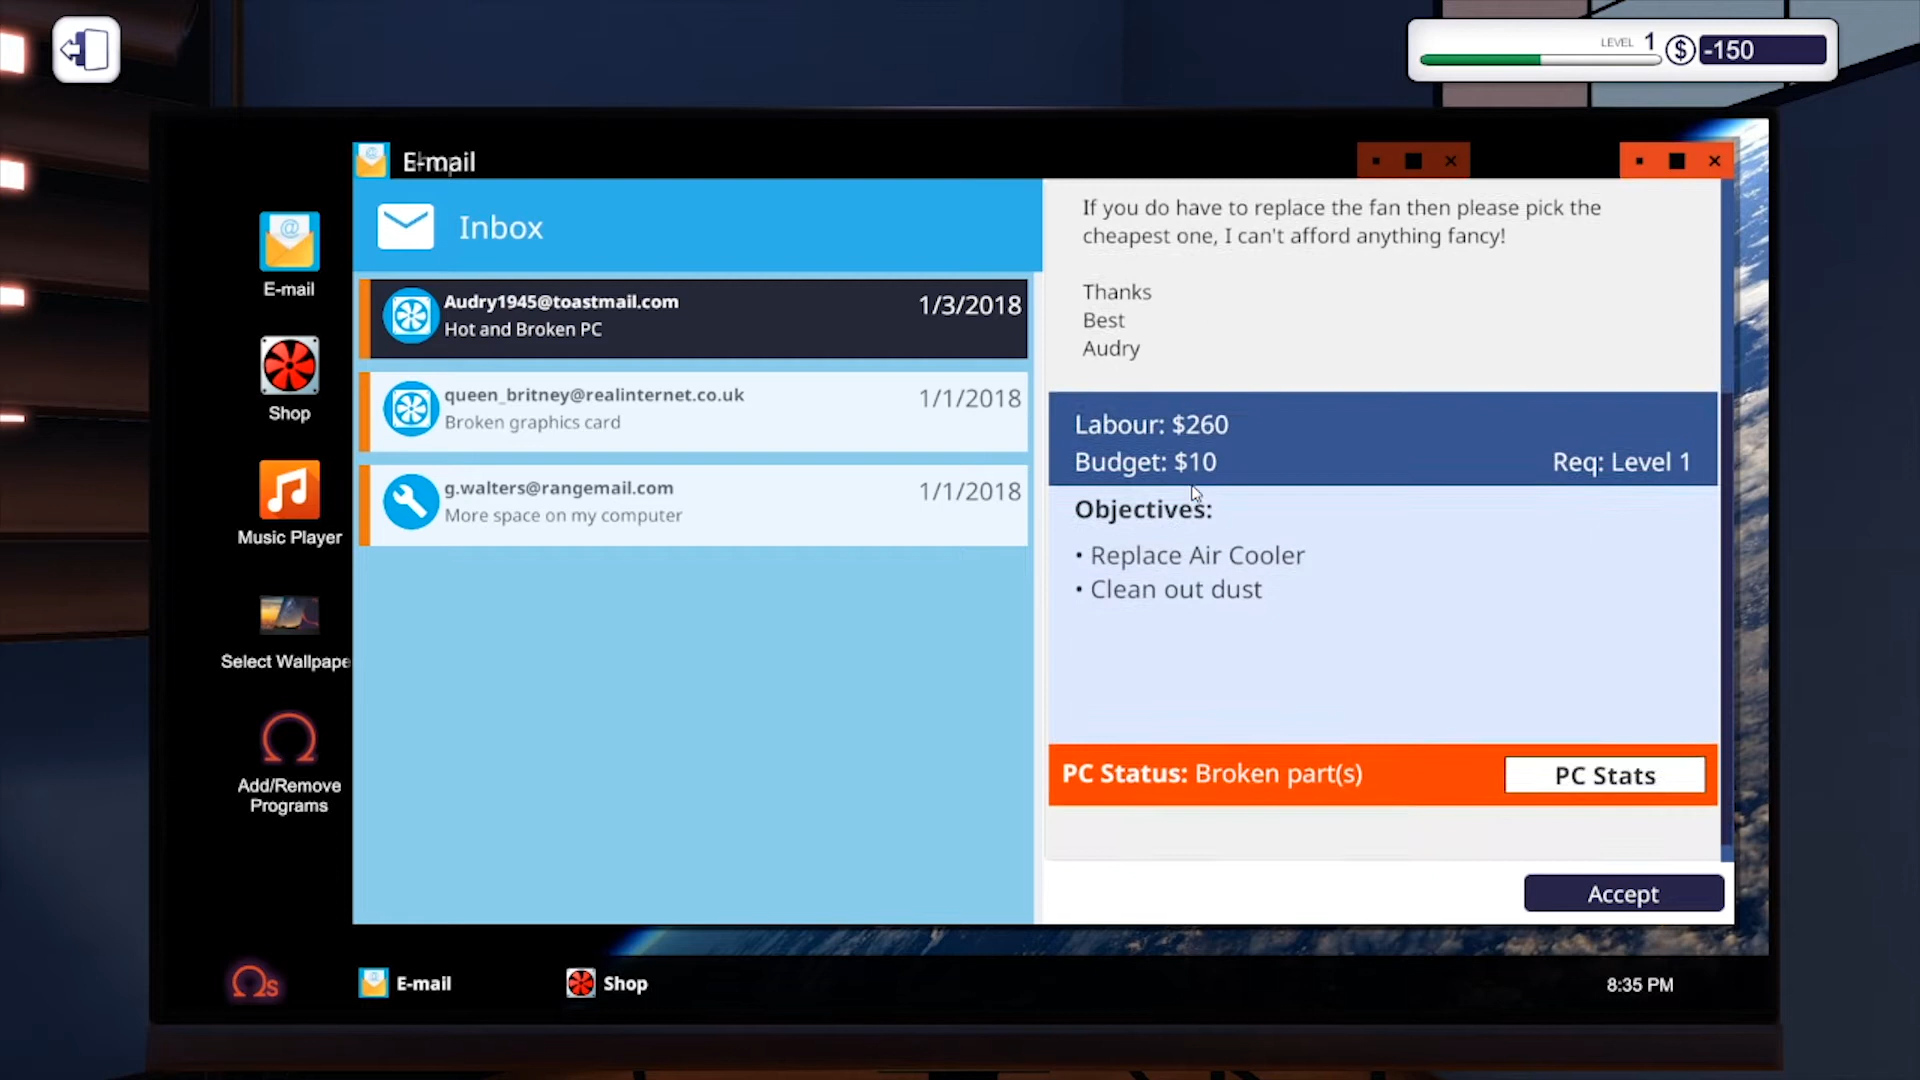 LEVEL 1
$ -150
E-mail
Inbox
Audry1945@toastmail.com
1/3/2018
Hot and Broken PC
queen_britney@realinternet.co.uk
1/1/2018
Broken graphics card
g.walters@rangemail.com
1/1/2018
More space on my computer
If you do have to replace the fan then please pick the
cheapest one, I can't afford anything fancy!
Thanks
Best
Audry
Labour: $260
Budget: $10
Req: Level 1
Objectives:
• Replace Air Cooler
• Clean out dust
PC Status: Broken part(s)
PC Stats
Accept
E-mail
Shop
Music Player
Select Wallpape
Add/Remove
Programs
Ωs
E-mail
Shop
8:35 PM